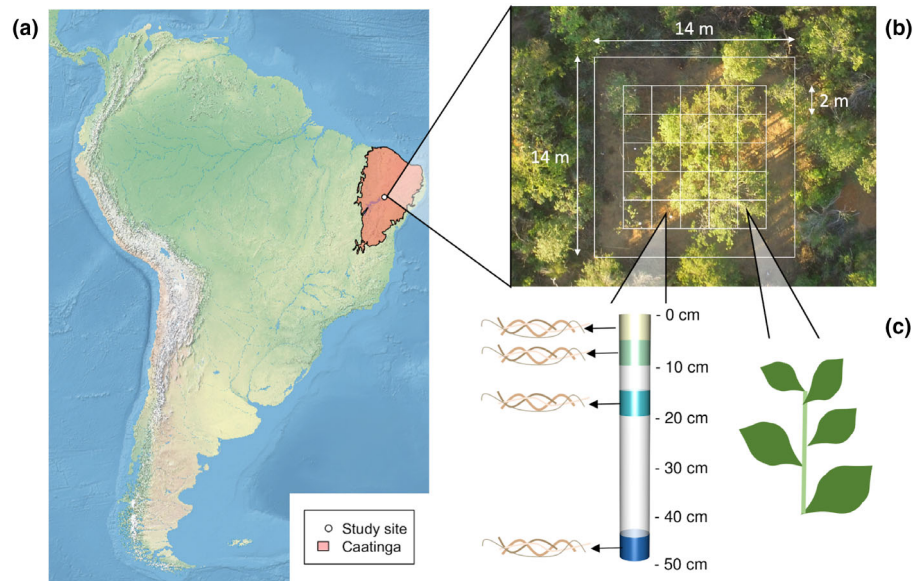 (a)
(b)
14 m
2 m
14 m
(c)
- 0 cm
- 10 cm
- 20 cm
- 30 cm
- 40 cm
- 50 cm
Study site
Caatinga